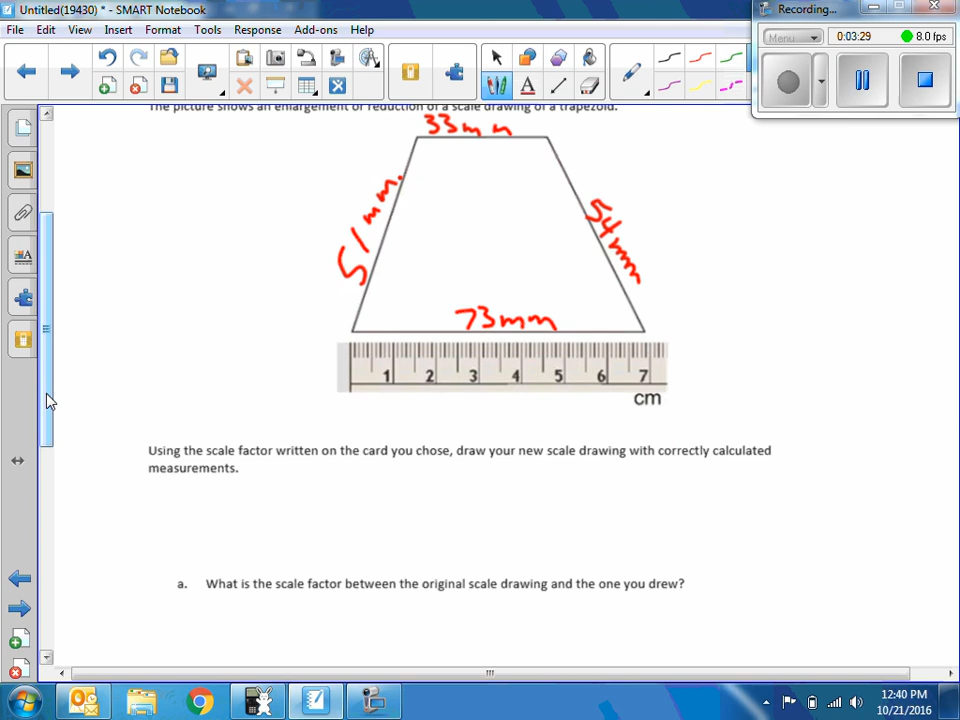 Untitled(19430) * - SMART Notebook
Recording...
File Edit View Insert Format Tools Response Add-ons Help
Menu
00:03:29
8.0 fps
The picture shows an enlargement or reduction of a scale drawing of a trapezoid.
33mm
51mm.
54mm
73mm
1 2 3 4 5 6 7
cm
Using the scale factor written on the card you chose, draw your new scale drawing with correctly calculated
measurements.
a. What is the scale factor between the original scale drawing and the one you drew?
12:40 PM
10/21/2016